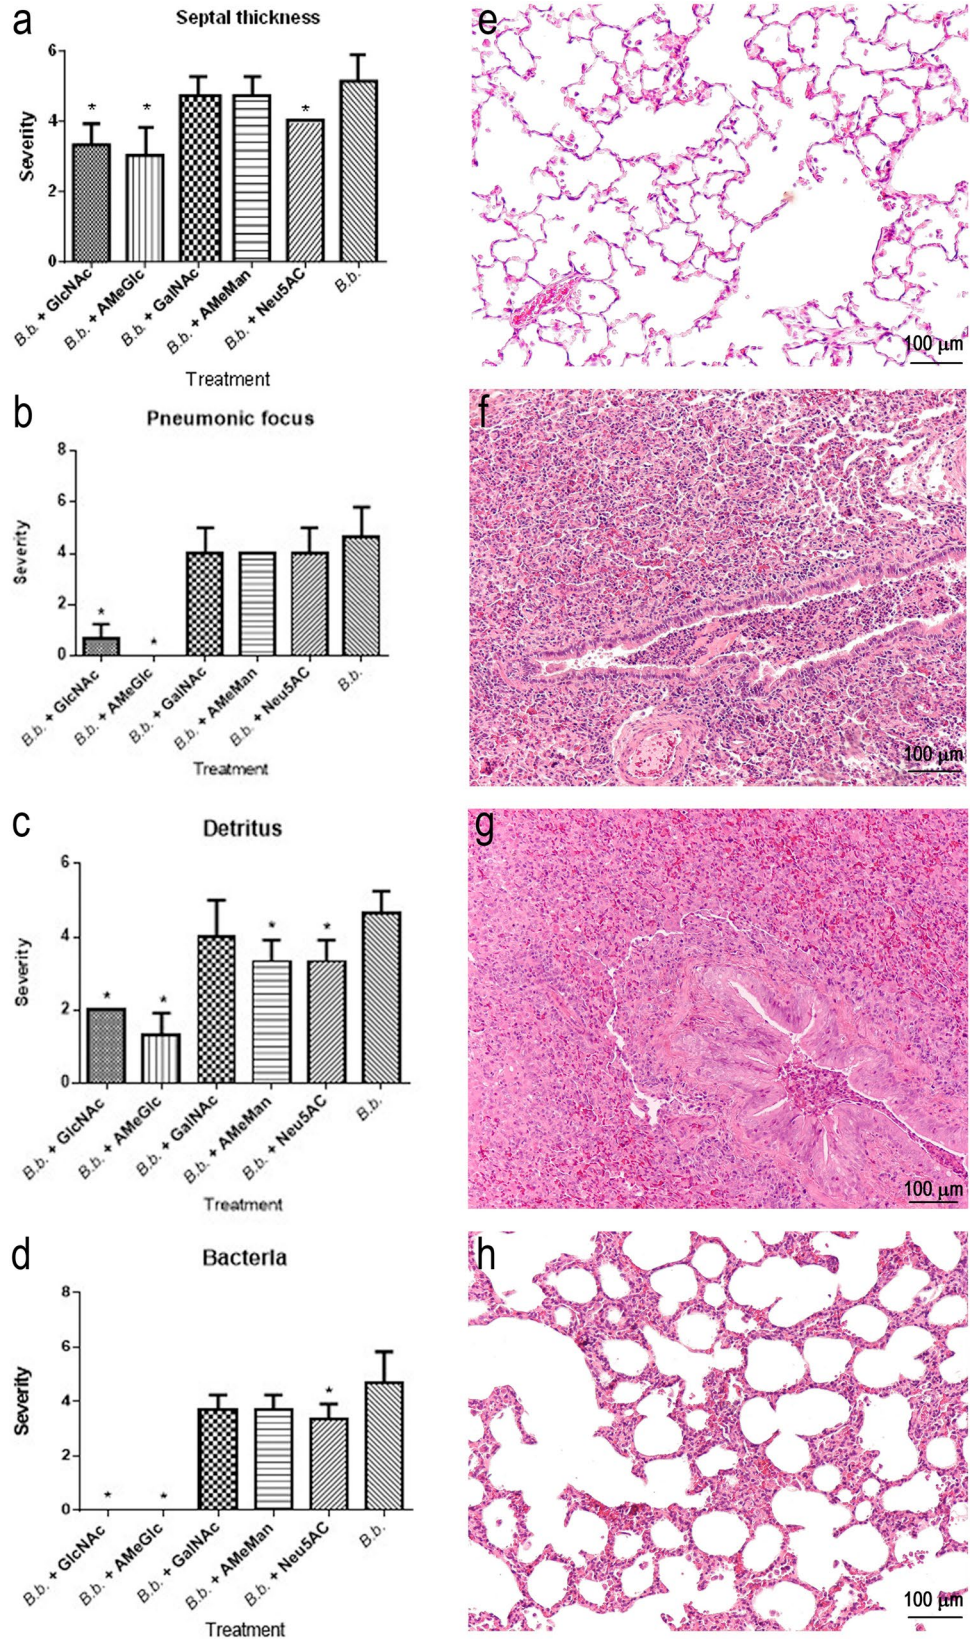 a
Septal thickness
6
4
2
0
Severity
*
*
*
B.b. + GlcNAc
B.b. + AMeGlc
B.b. + GalNAc
B.b. + AMeMan
B.b. + Neu5AC
B.b.
Treatment
b
Pneumonic focus
8
6
4
2
0
Severity
*
*
B.b. + GlcNAc
B.b. + AMeGlc
B.b. + GalNAc
B.b. + AMeMan
B.b. + Neu5AC
B.b.
Treatment
c
Detritus
6
4
2
0
Severity
*
*
*
*
B.b. + GlcNAc
B.b. + AMeGlc
B.b. + GalNAc
B.b. + AMeMan
B.b. + Neu5AC
B.b.
Treatment
d
Bacteria
8
6
4
2
0
Severity
*
*
*
B.b. + GlcNAc
B.b. + AMeGlc
B.b. + GalNAc
B.b. + AMeMan
B.b. + Neu5AC
B.b.
Treatment
e
100 μm
f
100 μm
g
100 μm
h
100 μm